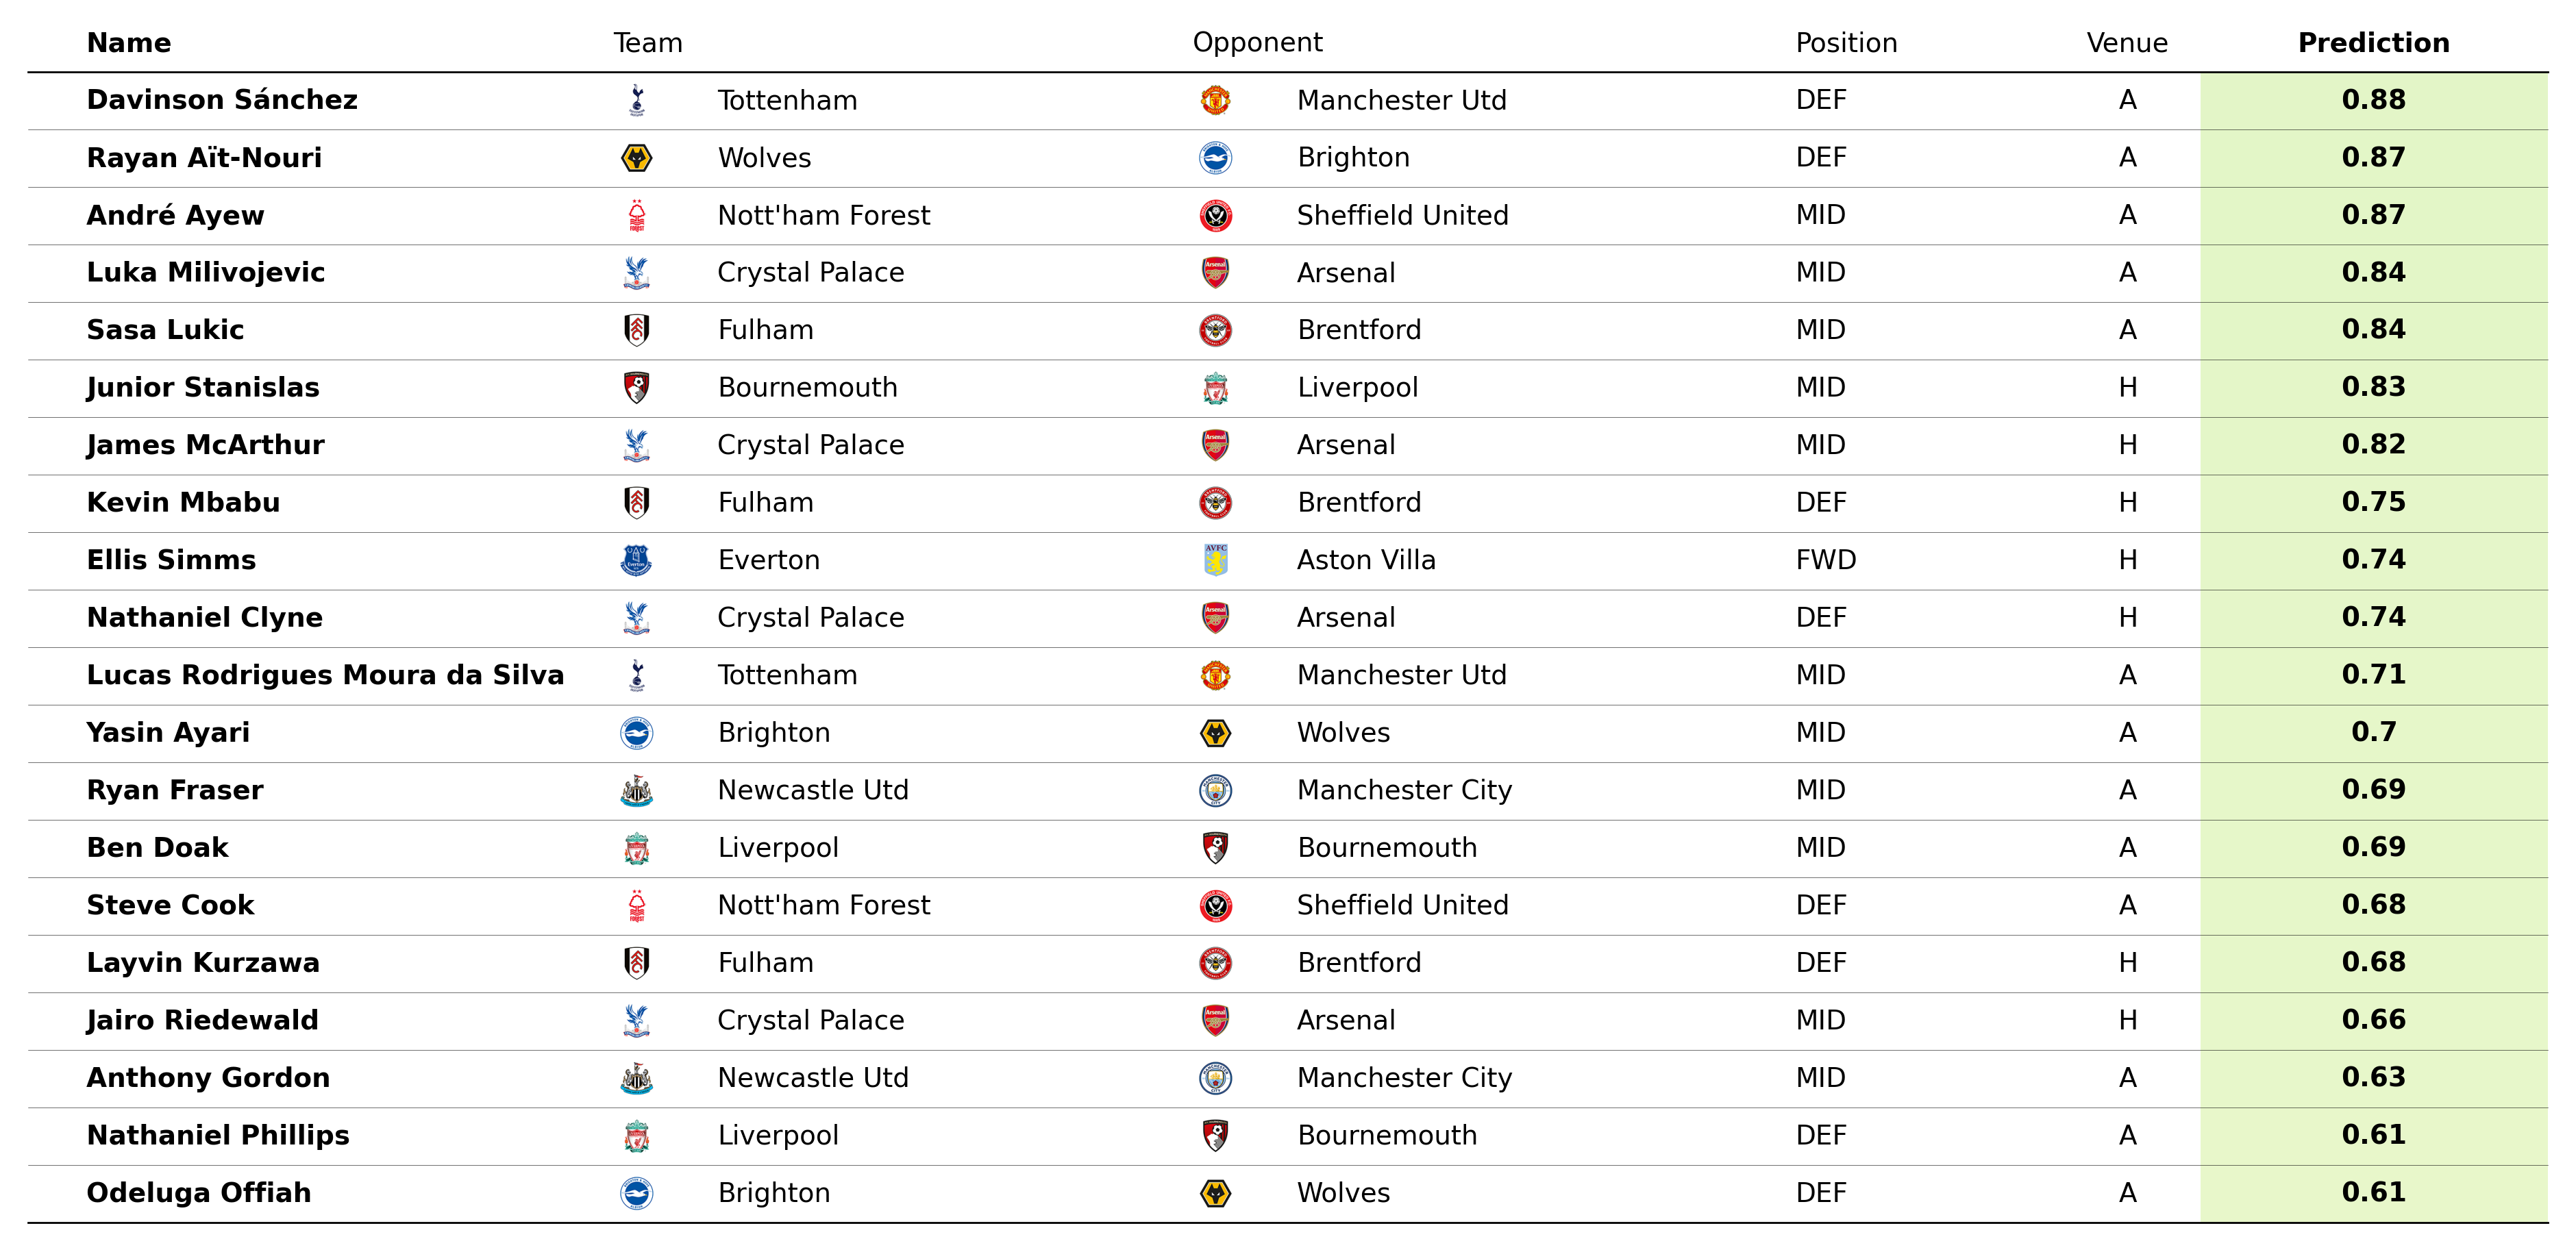 Name Team Opponent Position Venue Prediction
Davinson Sánchez Tottenham Manchester Utd DEF A 0.88
Rayan Aït-Nouri Wolves Brighton DEF A 0.87
André Ayew Nott'ham Forest Sheffield United MID A 0.87
Luka Milivojevic Crystal Palace Arsenal MID A 0.84
Sasa Lukic Fulham Brentford MID A 0.84
Junior Stanislas Bournemouth Liverpool MID H 0.83
James McArthur Crystal Palace Arsenal MID H 0.82
Kevin Mbabu Fulham Brentford DEF H 0.75
Ellis Simms Everton Aston Villa FWD H 0.74
Nathaniel Clyne Crystal Palace Arsenal DEF H 0.74
Lucas Rodrigues Moura da Silva Tottenham Manchester Utd MID A 0.71
Yasin Ayari Brighton Wolves MID A 0.7
Ryan Fraser Newcastle Utd Manchester City MID A 0.69
Ben Doak Liverpool Bournemouth MID A 0.69
Steve Cook Nott'ham Forest Sheffield United DEF A 0.68
Layvin Kurzawa Fulham Brentford DEF H 0.68
Jairo Riedewald Crystal Palace Arsenal MID H 0.66
Anthony Gordon Newcastle Utd Manchester City MID A 0.63
Nathaniel Phillips Liverpool Bournemouth DEF A 0.61
Odeluga Offiah Brighton Wolves DEF A 0.61